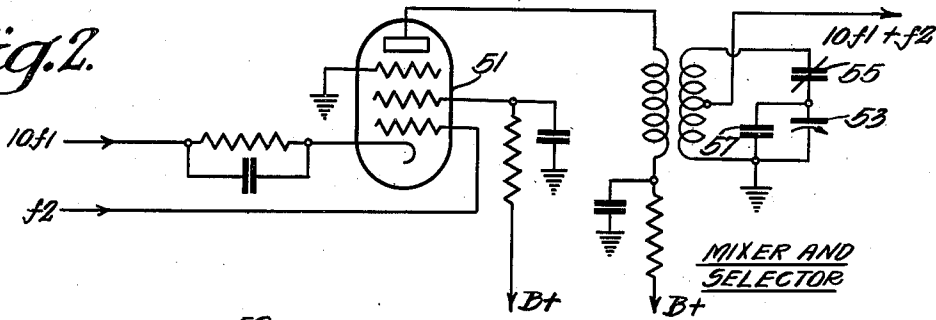 Fig.2.
51
10f1
f2
B+
B+
10f1+f2
55
53
57
MIXER AND
SELECTOR